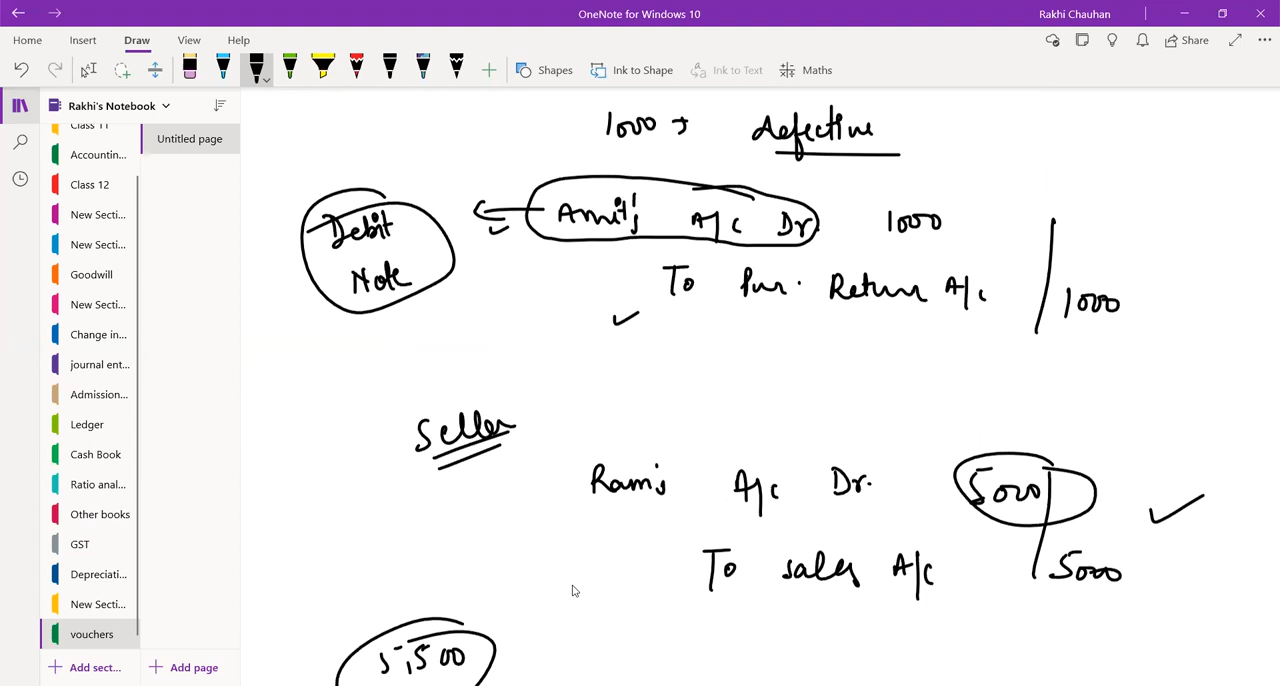 OneNote for Windows 10
Rakhi Chauhan
Home Insert Draw View Help
Share
Shapes Ink to Shape Ink to Text Maths
Rakhi's Notebook
Class 11
Accountin...
Class 12
New Secti...
New Secti...
Goodwill
New Secti...
Change in...
journal ent...
Admission...
Ledger
Cash Book
Ratio anal...
Other books
GST
Depreciati...
New Secti...
vouchers
Add sect...
Untitled page
Add page
1000 → defective
Debit
Note
Amit's A/c Dr 1000
To Pur. Return A/c 1000
Seller
Ram's A/c Dr. 5000
To sales A/c 5000
5,500